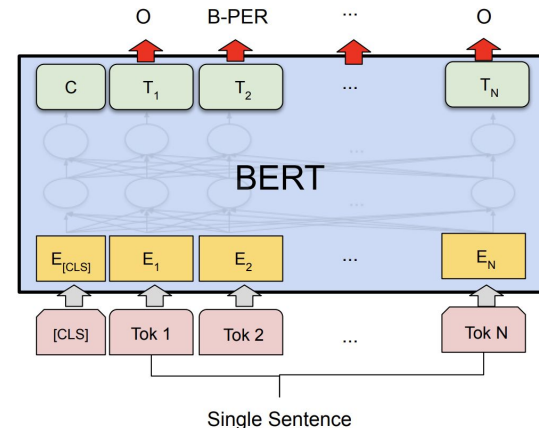 O B-PER ... O
C T1 T2 ... TN
...
BERT
...
E[CLS] E1 E2 ... EN
[CLS] Tok 1 Tok 2 ... Tok N
Single Sentence